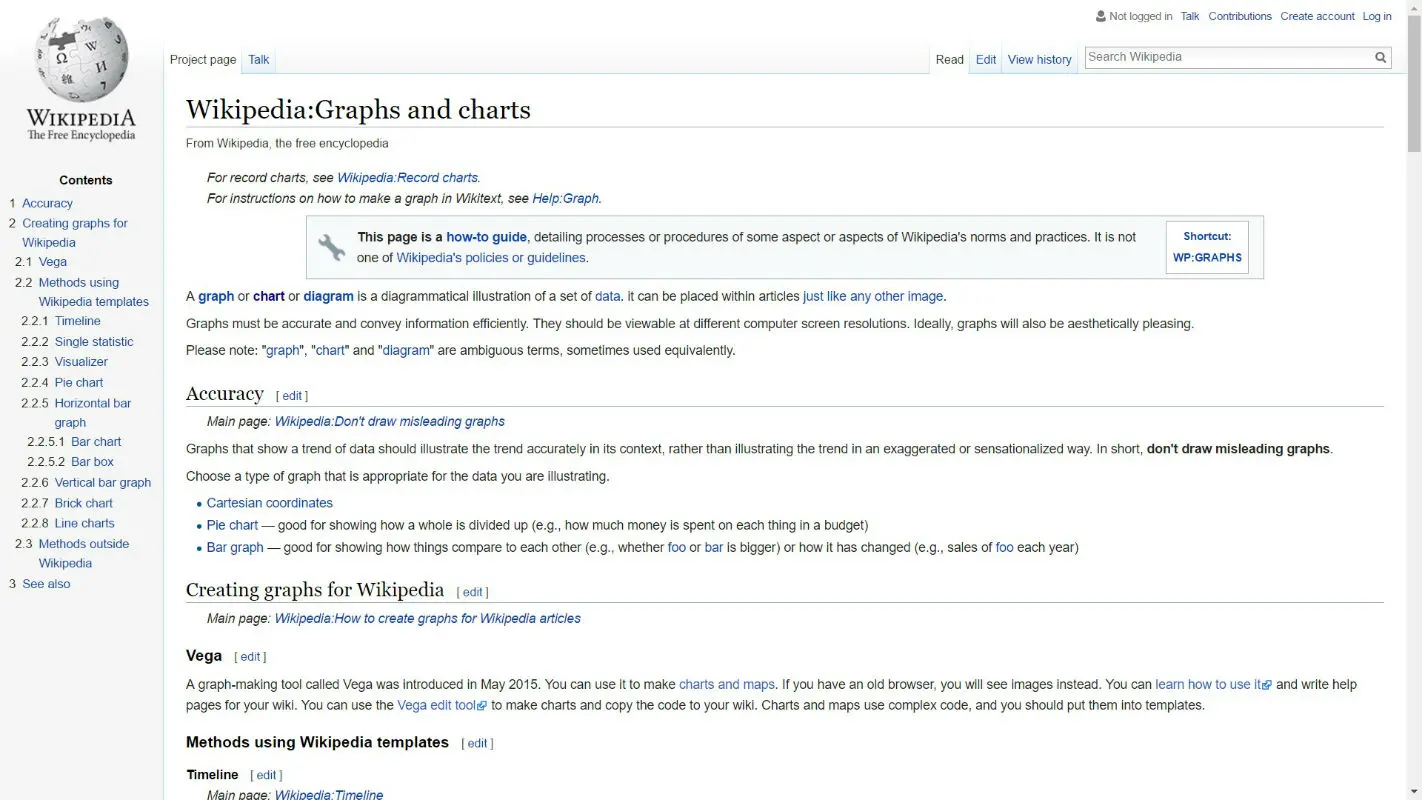 Not logged in Talk Contributions Create account Log in
Project page Talk Read Edit View history Search Wikipedia
WIKIPEDIA
The Free Encyclopedia
Contents
1 Accuracy
2 Creating graphs for
Wikipedia
2.1 Vega
2.2 Methods using
Wikipedia templates
2.2.1 Timeline
2.2.2 Single statistic
2.2.3 Visualizer
2.2.4 Pie chart
2.2.5 Horizontal bar
graph
2.2.5.1 Bar chart
2.2.5.2 Bar box
2.2.6 Vertical bar graph
2.2.7 Brick chart
2.2.8 Line charts
2.3 Methods outside
Wikipedia
3 See also
Wikipedia:Graphs and charts
From Wikipedia, the free encyclopedia
For record charts, see Wikipedia:Record charts.
For instructions on how to make a graph in Wikitext, see Help:Graph.
This page is a how-to guide, detailing processes or procedures of some aspect or aspects of Wikipedia's norms and practices. It is not
one of Wikipedia's policies or guidelines.
Shortcut:
WP:GRAPHS
A graph or chart or diagram is a diagrammatical illustration of a set of data. it can be placed within articles just like any other image.
Graphs must be accurate and convey information efficiently. They should be viewable at different computer screen resolutions. Ideally, graphs will also be aesthetically pleasing.
Please note: "graph", "chart" and "diagram" are ambiguous terms, sometimes used equivalently.
Accuracy [ edit ]
Main page: Wikipedia:Don't draw misleading graphs
Graphs that show a trend of data should illustrate the trend accurately in its context, rather than illustrating the trend in an exaggerated or sensationalized way. In short, don't draw misleading graphs.
Choose a type of graph that is appropriate for the data you are illustrating.
• Cartesian coordinates
• Pie chart — good for showing how a whole is divided up (e.g., how much money is spent on each thing in a budget)
• Bar graph — good for showing how things compare to each other (e.g., whether foo or bar is bigger) or how it has changed (e.g., sales of foo each year)
Creating graphs for Wikipedia [ edit ]
Main page: Wikipedia:How to create graphs for Wikipedia articles
Vega [ edit ]
A graph-making tool called Vega was introduced in May 2015. You can use it to make charts and maps. If you have an old browser, you will see images instead. You can learn how to use it and write help
pages for your wiki. You can use the Vega edit tool to make charts and copy the code to your wiki. Charts and maps use complex code, and you should put them into templates.
Methods using Wikipedia templates [ edit ]
Timeline [ edit ]
Main page: Wikipedia:Timeline